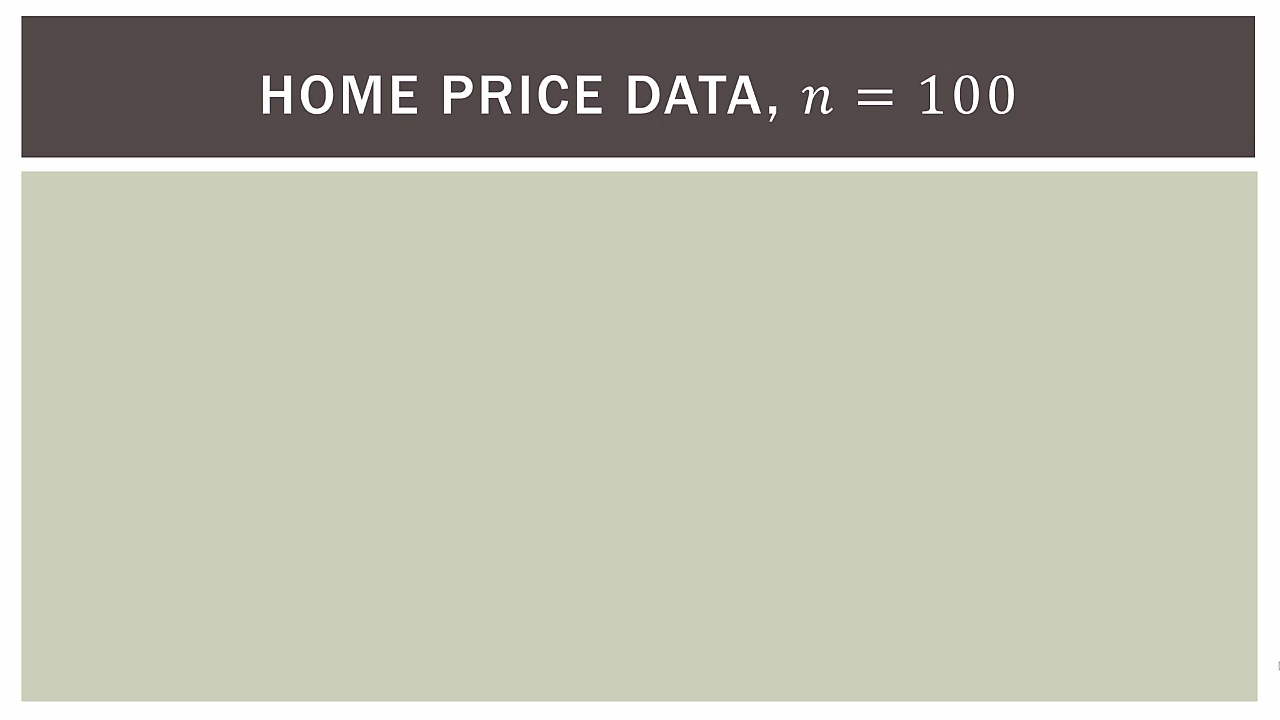 HOME PRICE DATA, 𝑛 = 100